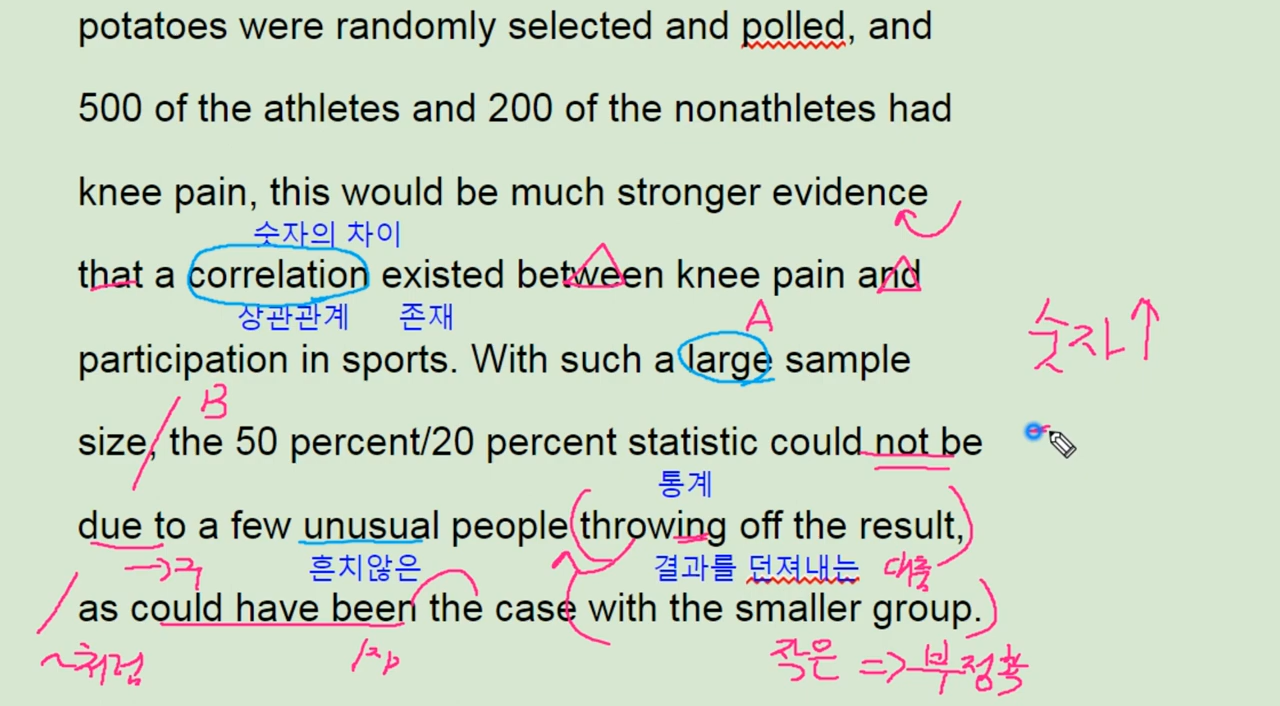 potatoes were randomly selected and polled, and
500 of the athletes and 200 of the nonathletes had
knee pain, this would be much stronger evidence
숫자의 차이
that a correlation existed between knee pain and
상관관계 존재
A
participation in sports. With such a large sample
숫자↑
B
size, the 50 percent/20 percent statistic could not be
통계
due to a few unusual people throwing off the result,
흔치않은 결과를 던져내는
as could have been the case with the smaller group.
~처럼
작은 => 부정확